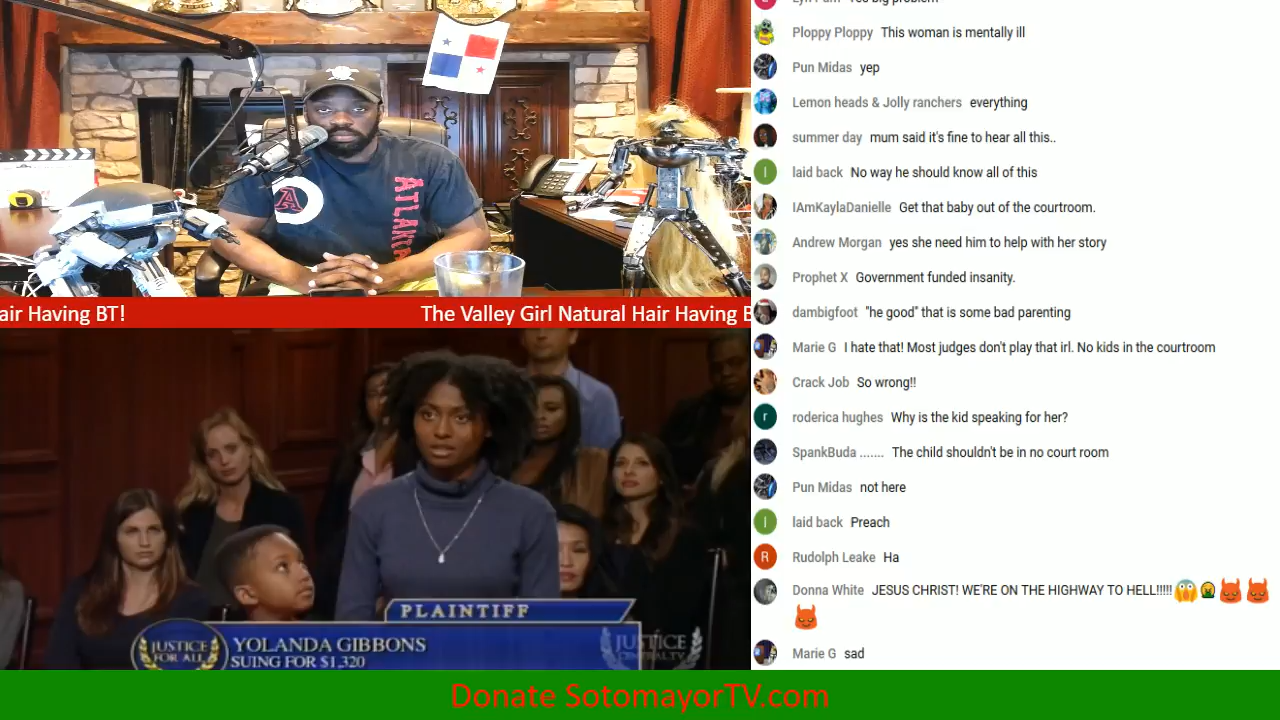 ATLANTA
A
air Having BT!
The Valley Girl Natural Hair Having B
PLAINTIFF
JUSTICE
FOR ALL
YOLANDA GIBBONS
SUING FOR $1,320
JUSTICE
CENTRAL.TV
Ploppy Ploppy This woman is mentally ill
Pun Midas yep
Lemon heads & Jolly ranchers everything
summer day mum said it's fine to hear all this..
I laid back No way he should know all of this
IAmKaylaDanielle Get that baby out of the courtroom.
Andrew Morgan yes she need him to help with her story
Prophet X Government funded insanity.
dambigfoot "he good" that is some bad parenting
Marie G I hate that! Most judges don't play that irl. No kids in the courtroom
Crack Job So wrong!!
r roderica hughes Why is the kid speaking for her?
SpankBuda ....... The child shouldn't be in no court room
Pun Midas not here
I laid back Preach
R Rudolph Leake Ha
Donna White JESUS CHRIST! WE'RE ON THE HIGHWAY TO HELL!!!!! 😱🤮👿👿
👿
Marie G sad
Donate SotomayorTV.com